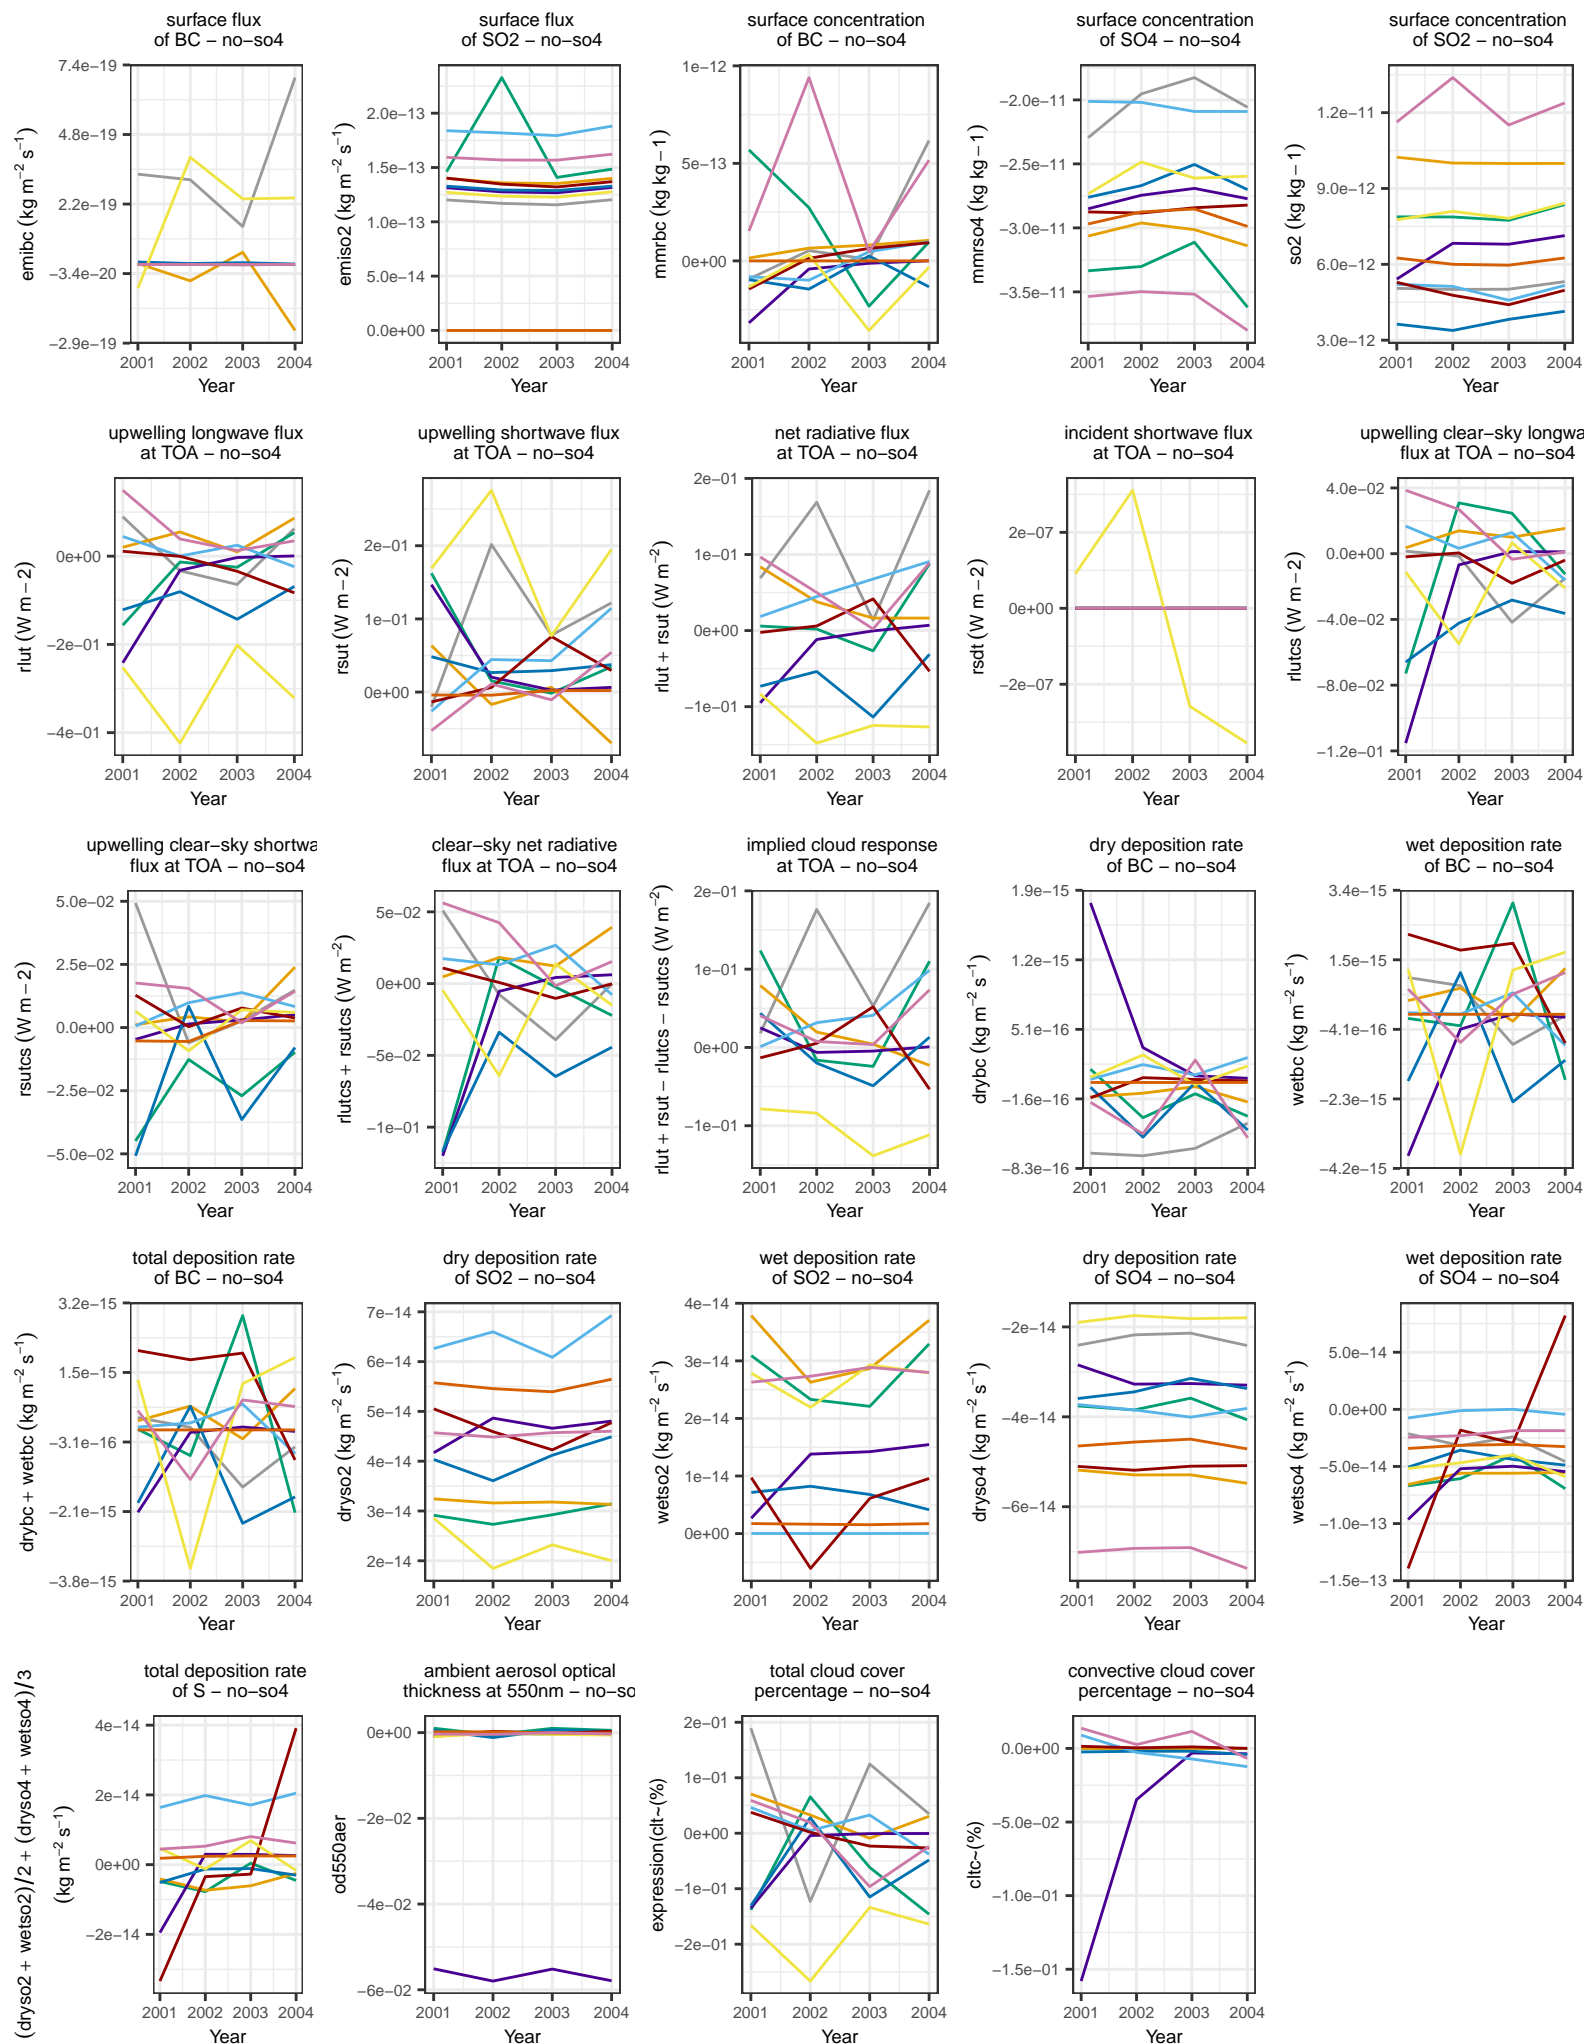 surface flux
of BC − no−so4
7.4e−19
4.8e−19
2.2e−19
−3.4e−20
−2.9e−19
emibc (kg m−2 s−1)
2001 2002 2003 2004
Year
surface flux
of SO2 − no−so4
2.0e−13
1.5e−13
1.0e−13
5.0e−14
0.0e+00
emiso2 (kg m−2 s−1)
2001 2002 2003 2004
Year
surface concentration
of BC − no−so4
1e−12
5e−13
0e+00
mmrbc (kg kg − 1)
2001 2002 2003 2004
Year
surface concentration
of SO4 − no−so4
−2.0e−11
−2.5e−11
−3.0e−11
−3.5e−11
mmrso4 (kg kg − 1)
2001 2002 2003 2004
Year
surface concentration
of SO2 − no−so4
1.2e−11
9.0e−12
6.0e−12
3.0e−12
so2 (kg kg − 1)
2001 2002 2003 2004
Year
upwelling longwave flux
at TOA − no−so4
0e+00
−2e−01
−4e−01
rlut (W m − 2)
2001 2002 2003 2004
Year
upwelling shortwave flux
at TOA − no−so4
2e−01
1e−01
0e+00
rsut (W m − 2)
2001 2002 2003 2004
Year
net radiative flux
at TOA − no−so4
2e−01
1e−01
0e+00
−1e−01
rlut + rsut (W m−2)
2001 2002 2003 2004
Year
incident shortwave flux
at TOA − no−so4
2e−07
0e+00
−2e−07
rsdt (W m − 2)
2001 2002 2003 2004
Year
upwelling clear−sky longwa
flux at TOA − no−so4
4.0e−02
0.0e+00
−4.0e−02
−8.0e−02
−1.2e−01
rlutcs (W m − 2)
2001 2002 2003 2004
Year
upwelling clear−sky shortwa
flux at TOA − no−so4
5.0e−02
2.5e−02
0.0e+00
−2.5e−02
−5.0e−02
rsutcs (W m − 2)
2001 2002 2003 2004
Year
clear−sky net radiative
flux at TOA − no−so4
5e−02
0e+00
−5e−02
−1e−01
rlutcs + rsutcs (W m−2)
2001 2002 2003 2004
Year
implied cloud response
at TOA − no−so4
2e−01
1e−01
0e+00
−1e−01
rlut + rsut − rlutcs − rsutcs (W m−2)
2001 2002 2003 2004
Year
dry deposition rate
of BC − no−so4
1.9e−15
1.2e−15
5.1e−16
−1.6e−16
−8.3e−16
drybc (kg m−2 s−1)
2001 2002 2003 2004
Year
wet deposition rate
of BC − no−so4
3.4e−15
1.5e−15
−4.1e−16
−2.3e−15
−4.2e−15
wetbc (kg m−2 s−1)
2001 2002 2003 2004
Year
total deposition rate
of BC − no−so4
3.2e−15
1.5e−15
−3.1e−16
−2.1e−15
−3.8e−15
drybc + wetbc (kg m−2 s−1)
2001 2002 2003 2004
Year
dry deposition rate
of SO2 − no−so4
7e−14
6e−14
5e−14
4e−14
3e−14
2e−14
dryso2 (kg m−2 s−1)
2001 2002 2003 2004
Year
wet deposition rate
of SO2 − no−so4
4e−14
3e−14
2e−14
1e−14
0e+00
wetso2 (kg m−2 s−1)
2001 2002 2003 2004
Year
dry deposition rate
of SO4 − no−so4
−2e−14
−4e−14
−6e−14
dryso4 (kg m−2 s−1)
2001 2002 2003 2004
Year
wet deposition rate
of SO4 − no−so4
5.0e−14
0.0e+00
−5.0e−14
−1.0e−13
−1.5e−13
wetso4 (kg m−2 s−1)
2001 2002 2003 2004
Year
total deposition rate
of S − no−so4
4e−14
2e−14
0e+00
−2e−14
(dryso2 + wetso2)/2 + (dryso4 + wetso4)/3
(kg m−2 s−1)
2001 2002 2003 2004
Year
ambient aerosol optical
thickness at 550nm − no−so
0e+00
−2e−02
−4e−02
−6e−02
od550aer
2001 2002 2003 2004
Year
total cloud cover
percentage − no−so4
2e−01
1e−01
0e+00
−1e−01
−2e−01
expression(clt~(%)
2001 2002 2003 2004
Year
convective cloud cover
percentage − no−so4
0.0e+00
−5.0e−02
−1.0e−01
−1.5e−01
cltc~(%)
2001 2002 2003 2004
Year